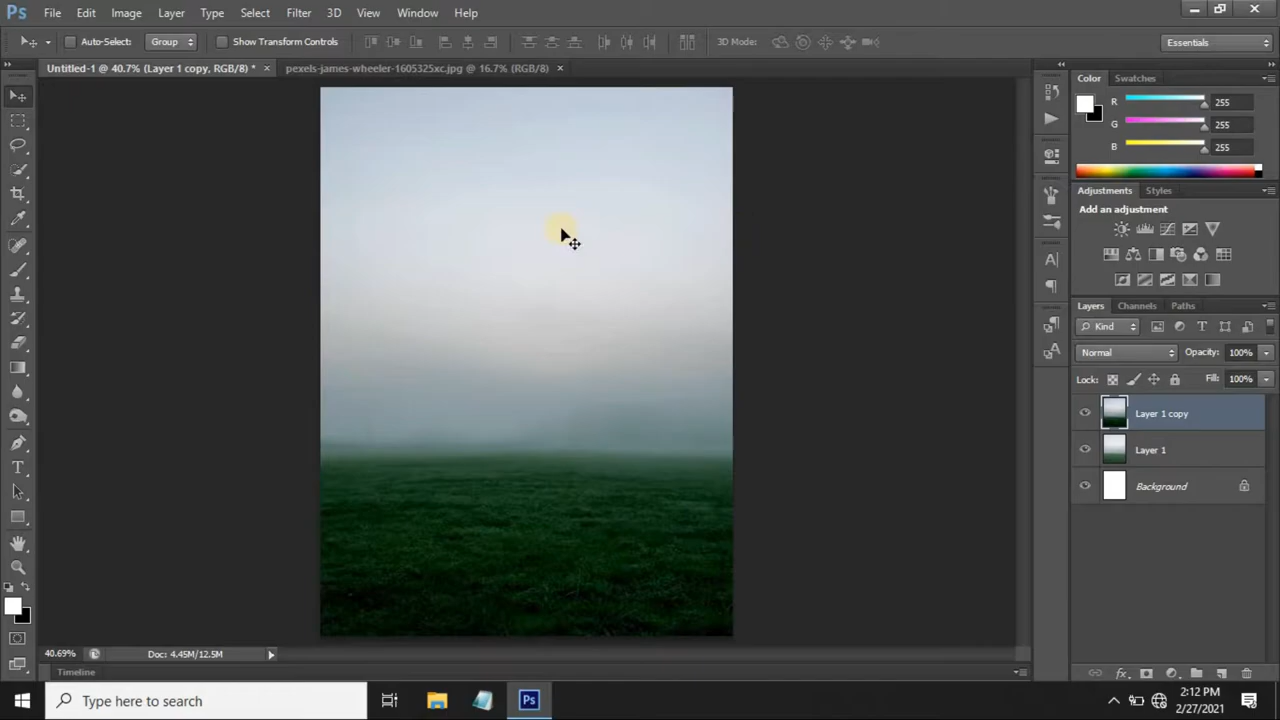 Ps File Edit Image Layer Type Select Filter 3D View Window Help
Auto-Select: Group Show Transform Controls 3D Mode: Essentials
Untitled-1 @ 40.7% (Layer 1 copy, RGB/8) * × pexels-james-wheeler-1605325xc.jpg @ 16.7% (RGB/8) ×
Color Swatches
R 255
G 255
B 255
Adjustments Styles
Add an adjustment
Layers Channels Paths
Kind
Normal Opacity: 100%
Lock: Fill: 100%
Layer 1 copy
Layer 1
Background
40.69% Doc: 4.45M/12.5M
Timeline
Type here to search
Ps
2:12 PM
2/27/2021